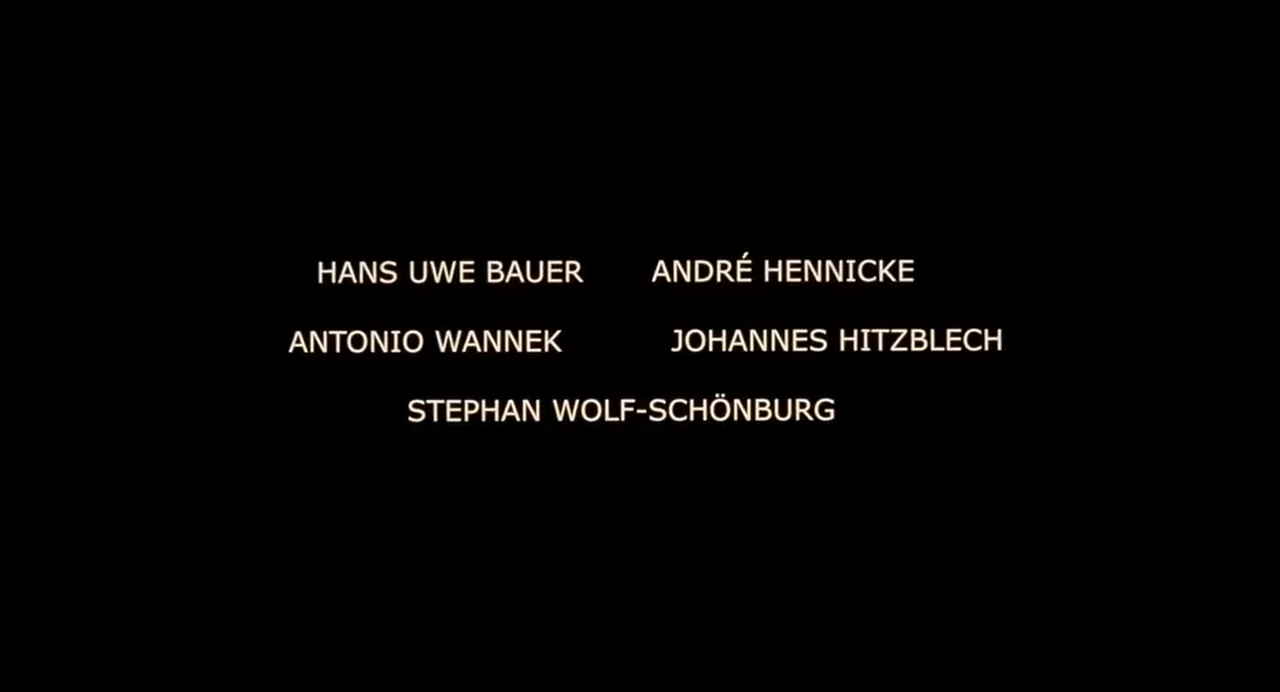 HANS UWE BAUER ANDRÉ HENNICKE
ANTONIO WANNEK JOHANNES HITZBLECH
STEPHAN WOLF-SCHÖNBURG